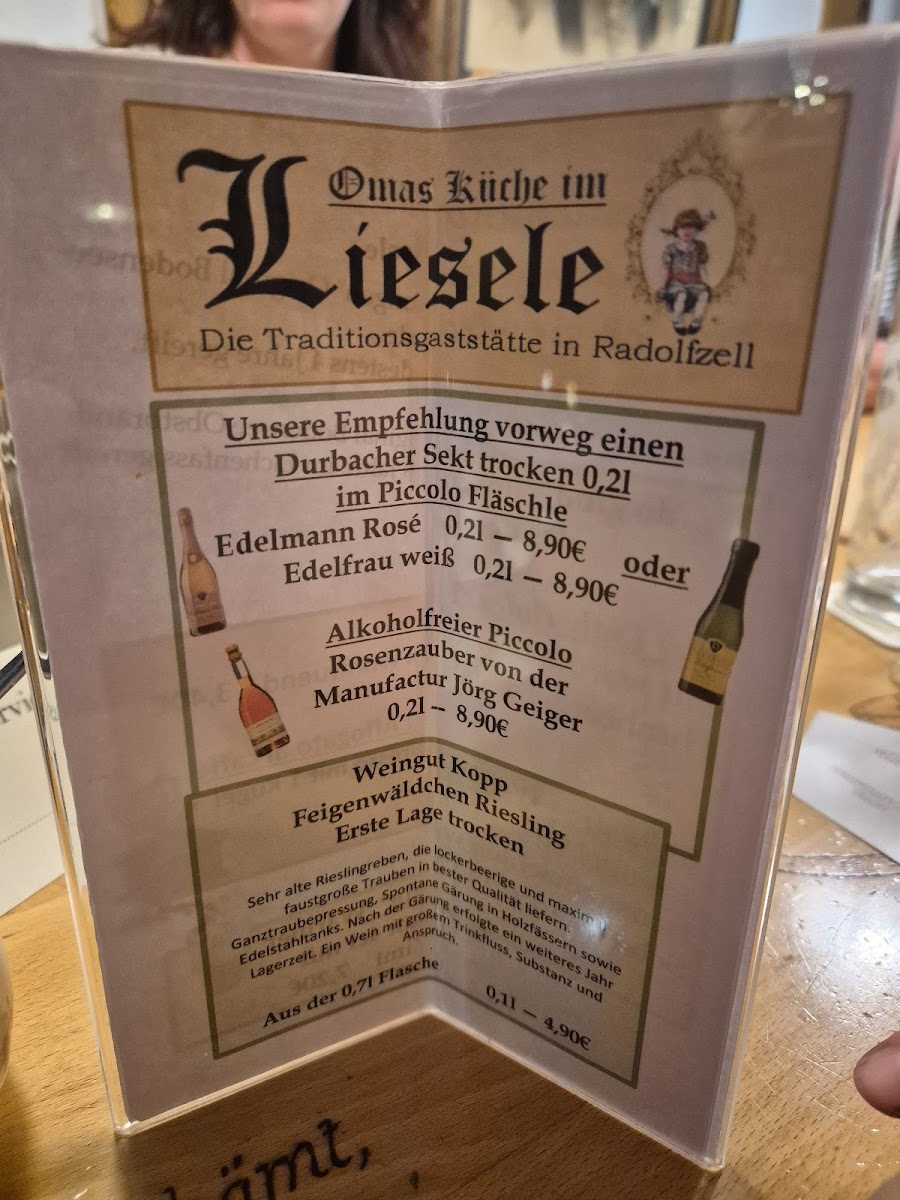 Omas Küche im
Liesele
Die Traditionsgaststätte in Radolfzell
Unsere Empfehlung vorweg einen
Durbacher Sekt trocken 0,2l
im Piccolo Fläschle
Edelmann Rosé 0,2l – 8,90€
oder
Edelfrau weiß 0,2l – 8,90€
Alkoholfreier Piccolo
Rosenzauber von der
Manufactur Jörg Geiger
0,2l – 8,90€
Weingut Kopp
Feigenwäldchen Riesling
Erste Lage trocken
Sehr alte Rieslingreben, die lockerbeerige und maximal
faustgroße Trauben in bester Qualität liefern.
Ganztraubepressung, Spontane Gärung in Holzfässern sowie
Edelstahltanks. Nach der Gärung erfolgte ein weiteres Jahr
Lagerzeit. Ein Wein mit großem Trinkfluss, Substanz und
Anspruch.
Aus der 0,7l Flasche 0,1l – 4,90€